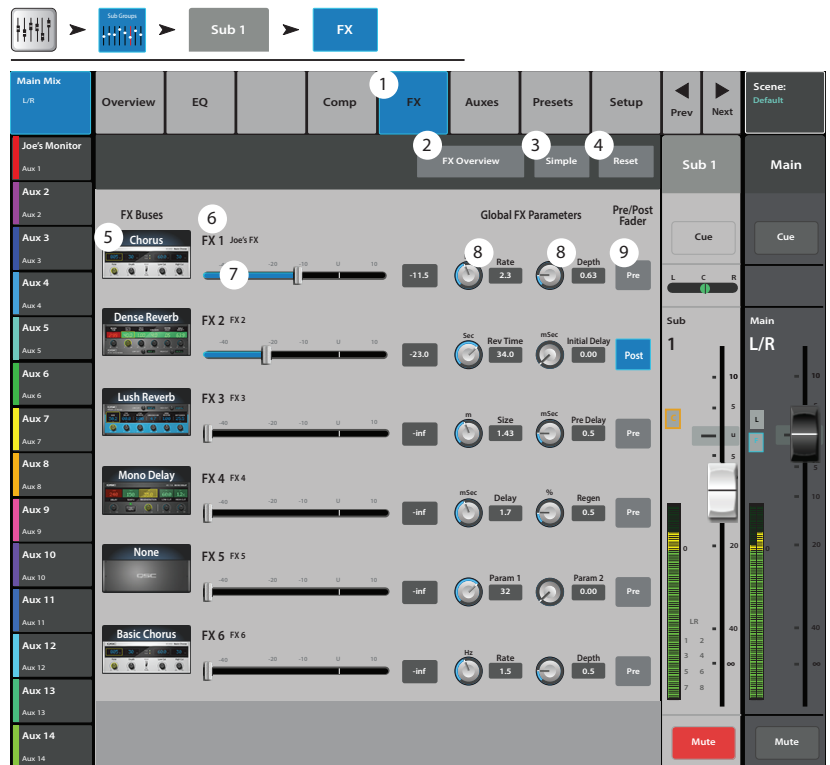 Sub Groups
Sub 1
FX
Main Mix
L/R
Overview
EQ
Comp
1
FX
Auxes
Presets
Setup
Prev
Next
Scene:
Default
Joe's Monitor
Aux 1
Aux 2
Aux 2
Aux 3
Aux 3
Aux 4
Aux 4
Aux 5
Aux 5
Aux 6
Aux 6
Aux 7
Aux 7
Aux 8
Aux 8
Aux 9
Aux 9
Aux 10
Aux 10
Aux 11
Aux 11
Aux 12
Aux 12
Aux 13
Aux 13
Aux 14
Aux 14
2
FX Overview
3
Simple
4
Reset
FX Buses
6
Global FX Parameters
Pre/Post
Fader
5
Chorus
FX 1 Joe's FX
7
-20 -10 U 10
-11.5
8
Rate
2.3
8
Depth
0.63
9
Pre
Dense Reverb
FX 2 FX 2
-40 -20 -10 U 10
-23.0
Sec
Rev Time
34.0
mSec
Initial Delay
0.00
Post
Lush Reverb
FX 3 FX 3
-40 -20 -10 U 10
-inf
m
Size
1.43
mSec
Pre Delay
0.5
Pre
Mono Delay
FX 4 FX 4
-40 -20 -10 U 10
-inf
mSec
Delay
1.7
%
Regen
0.5
Pre
None
QSC
FX 5 FX 5
-40 -20 -10 U 10
-inf
Param 1
32
Param 2
0.00
Pre
Basic Chorus
FX 6 FX 6
-40 -20 -10 U 10
-inf
Hz
Rate
1.5
Depth
0.5
Pre
Sub 1
Cue
L C R
Sub
1
10
5
L
u
5
0
20
LR
1 2
3 4
5 6
7 8
40
∞
Mute
Main
Cue
Main
L/R
10
L
5
10
0
20
40
∞
Mute